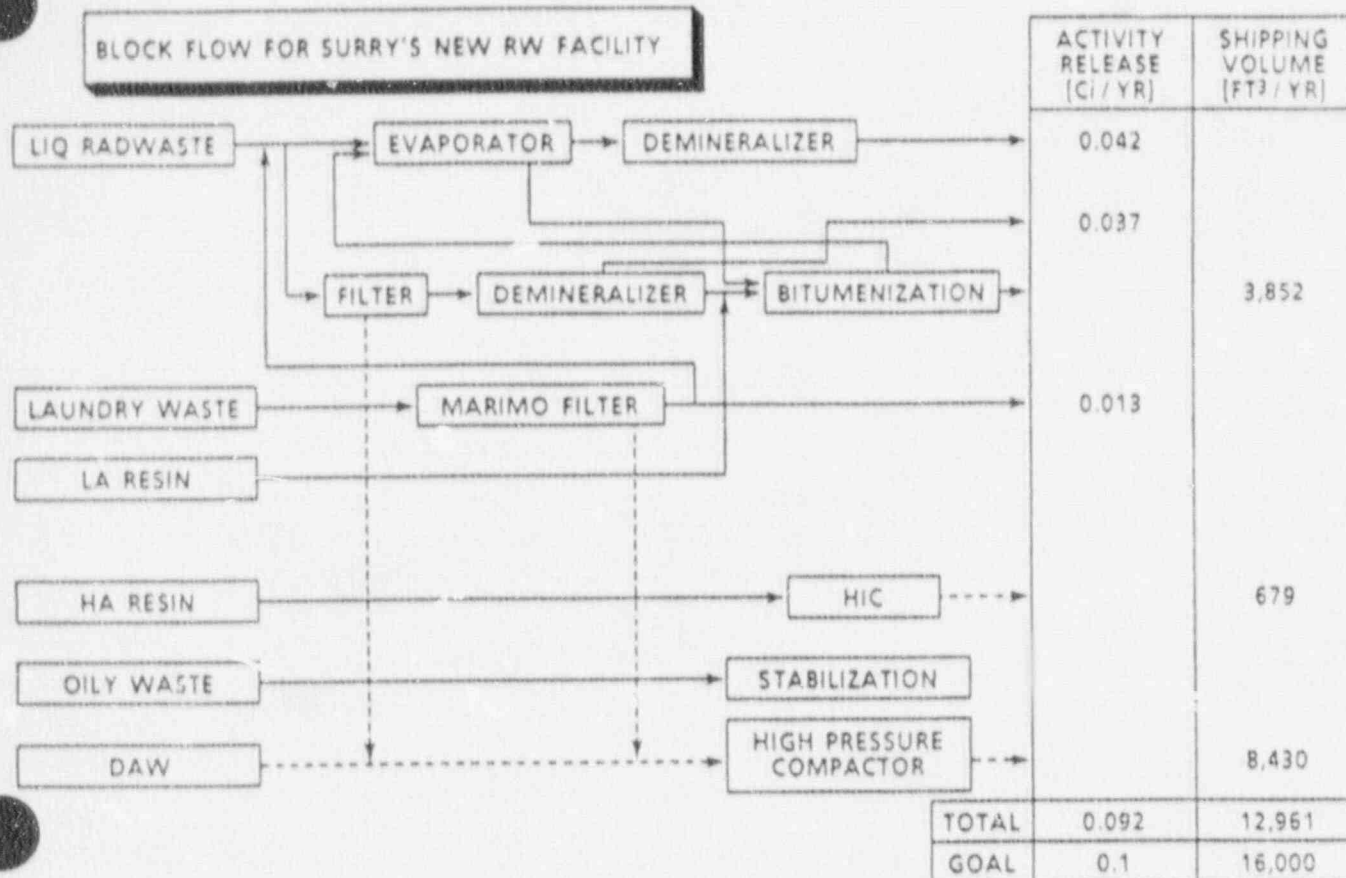 BLOCK FLOW FOR SURRY'S NEW RW FACILITY
ACTIVITY
RELEASE
[Ci / YR]
SHIPPING
VOLUME
[FT³ / YR]
LIQ RADWASTE
EVAPORATOR
DEMINERALIZER
0.042
0.037
FILTER
DEMINERALIZER
BITUMENIZATION
3,852
LAUNDRY WASTE
MARIMO FILTER
0.013
LA RESIN
HA RESIN
HIC
679
OILY WASTE
STABILIZATION
DAW
HIGH PRESSURE
COMPACTOR
8,430
TOTAL
0.092
12,961
GOAL
0.1
16,000